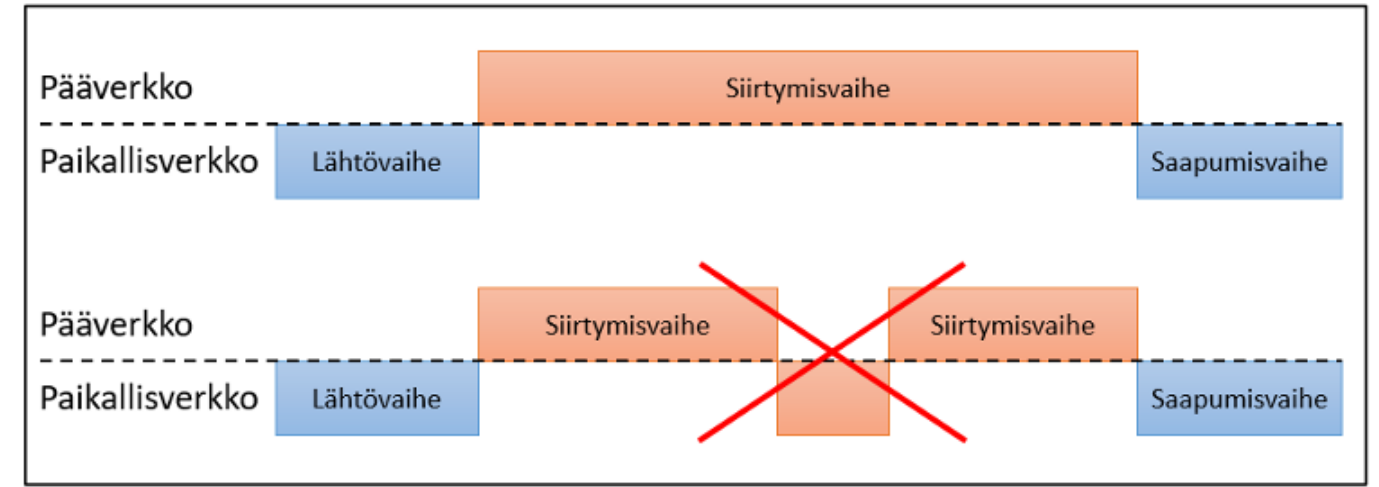 Pääverkko
Siirtymisvaihe
Paikallisverkko
Lähtövaihe
Saapumisvaihe
Pääverkko
Siirtymisvaihe
Siirtymisvaihe
Paikallisverkko
Lähtövaihe
Saapumisvaihe